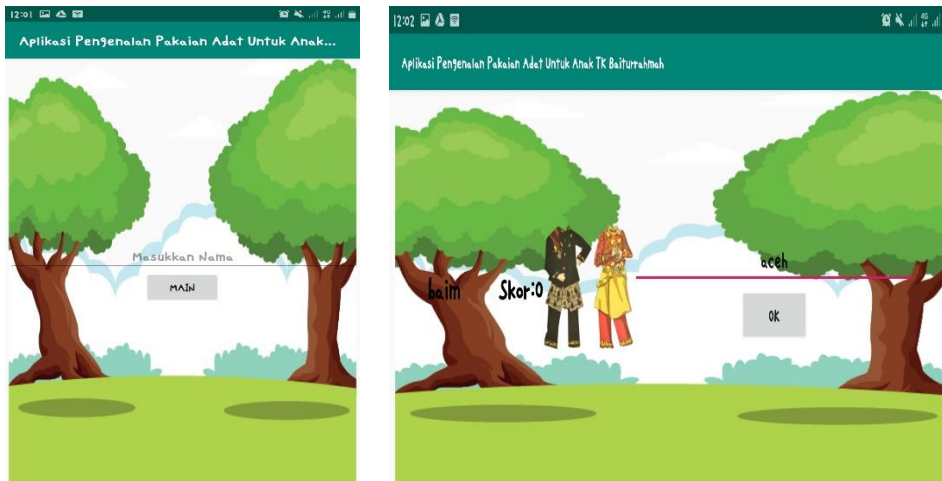 12:01
Aplikasi Pengenalan Pakaian Adat Untuk Anak...
Masukkan Nama
MAIN
12:02
Aplikasi Pengenalan Pakaian Adat Untuk Anak TK Baiturrahmah
baim
Skor:0
aceh
OK